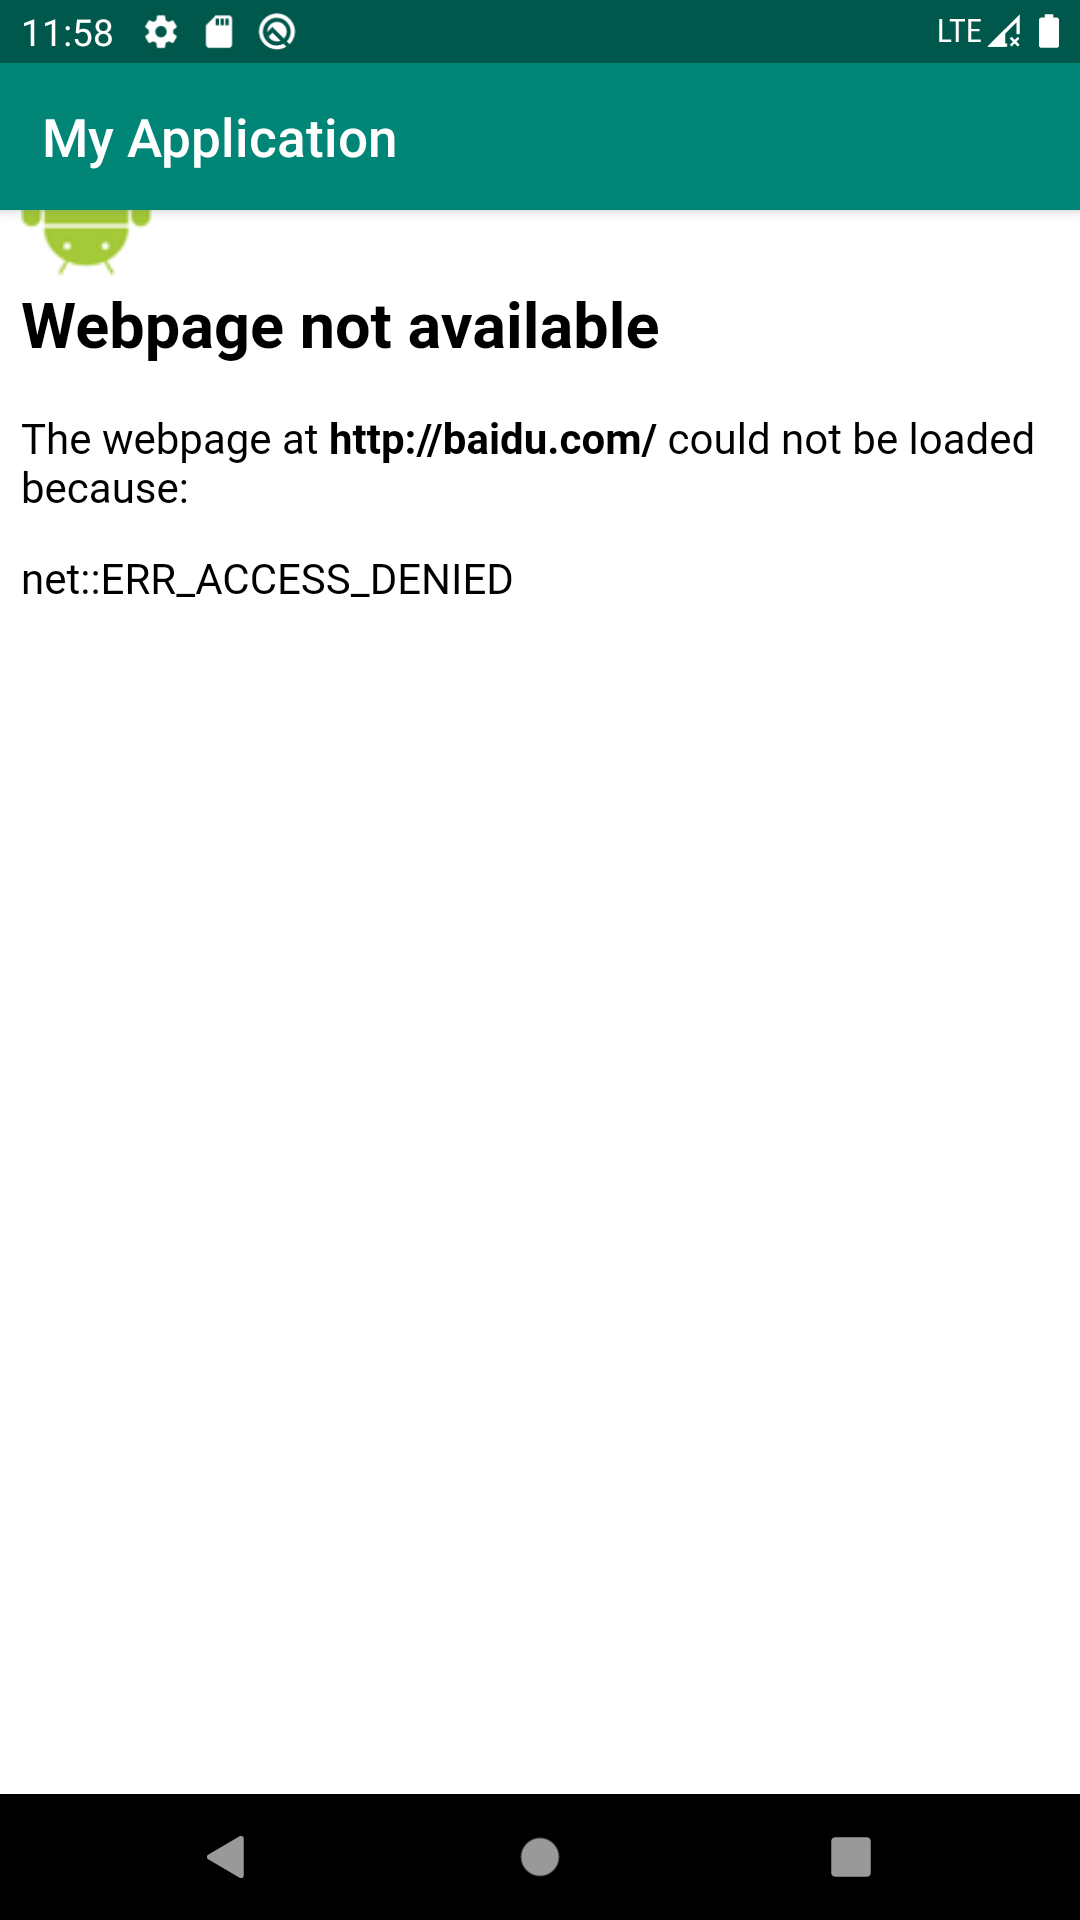 11:58 LTE
My Application
Webpage not available
The webpage at http://baidu.com/ could not be loaded
because:
net::ERR_ACCESS_DENIED